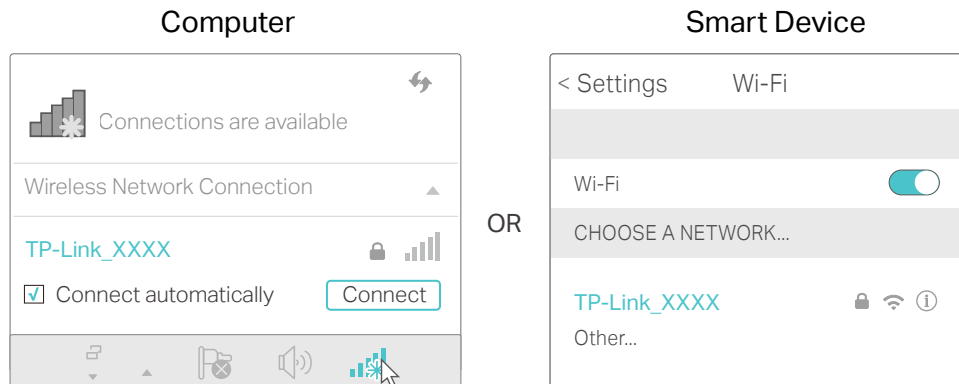 Computer
Connections are available
Wireless Network Connection
TP-Link_XXXX
Connect automatically
Connect
OR
Smart Device
< Settings
Wi-Fi
Wi-Fi
CHOOSE A NETWORK...
TP-Link_XXXX
Other...